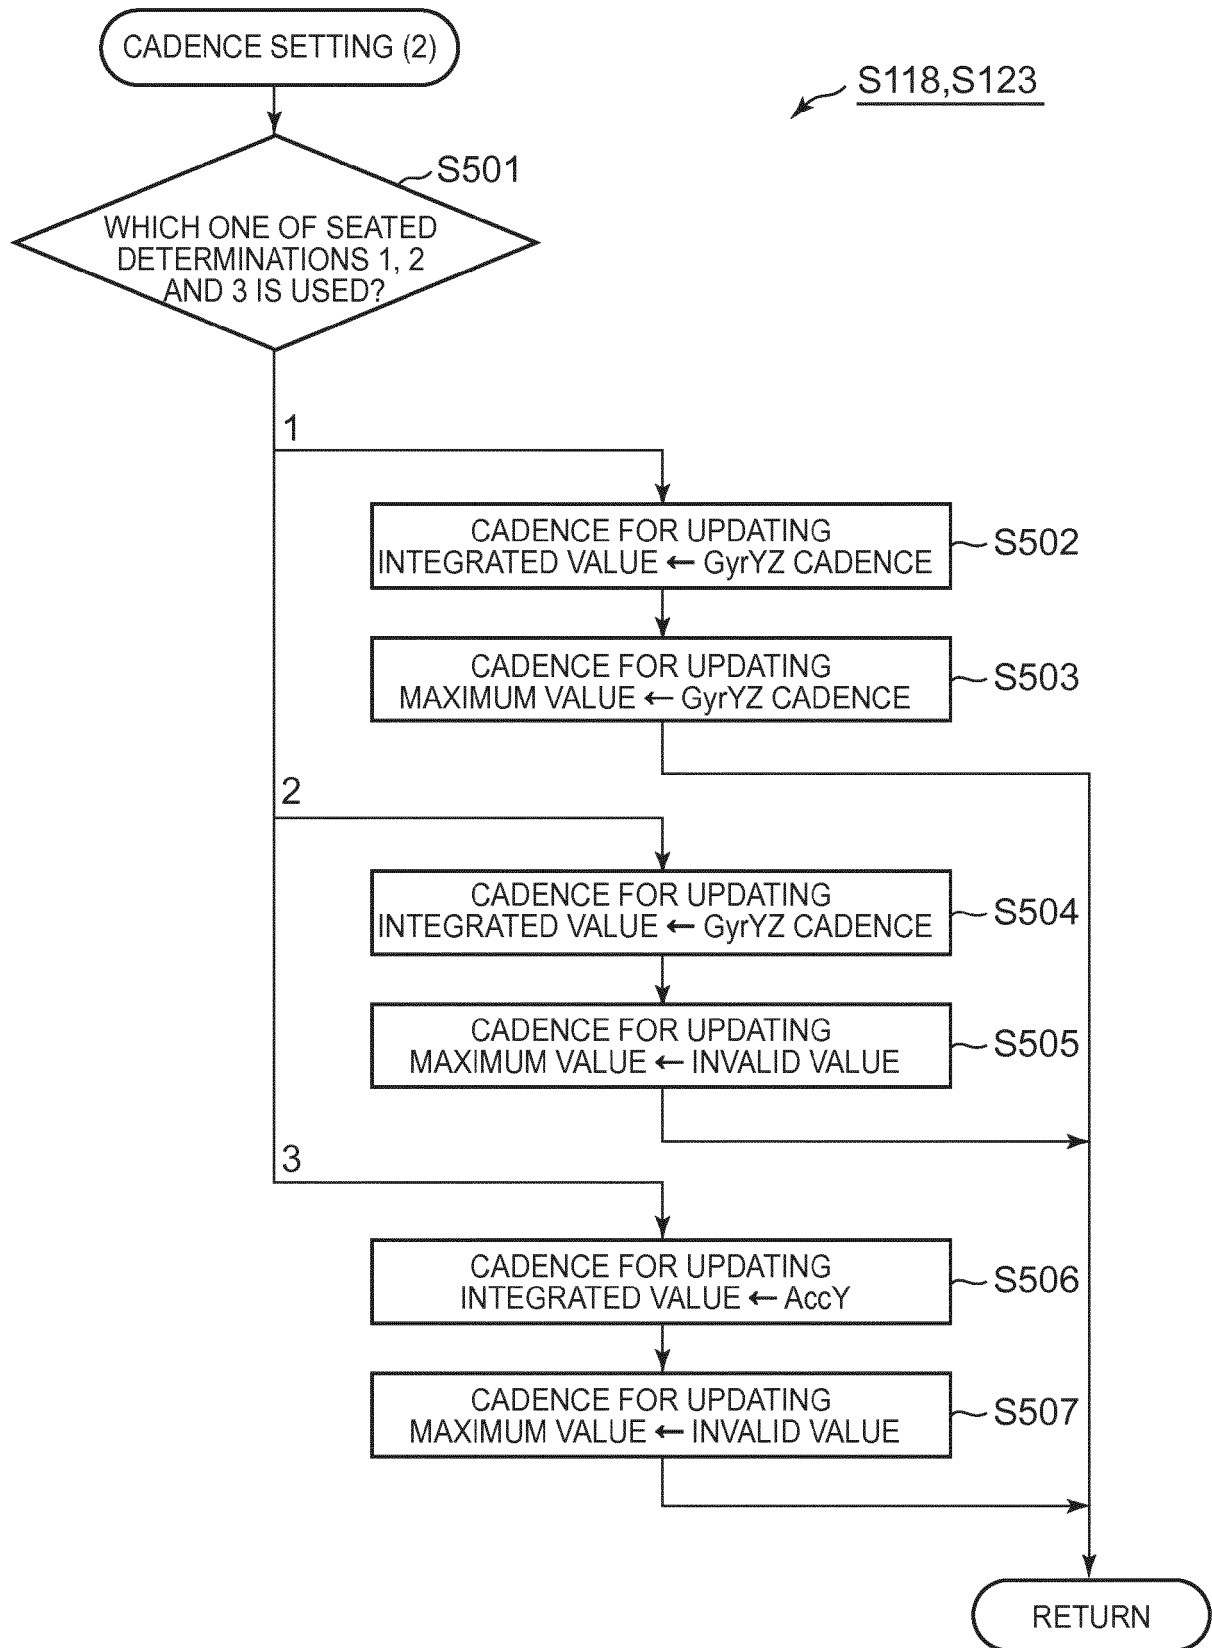 CADENCE SETTING (2)
S118,S123
S501
WHICH ONE OF SEATED
DETERMINATIONS 1, 2
AND 3 IS USED?
1
CADENCE FOR UPDATING
INTEGRATED VALUE ← GyrYZ CADENCE
S502
CADENCE FOR UPDATING
MAXIMUM VALUE ← GyrYZ CADENCE
S503
2
CADENCE FOR UPDATING
INTEGRATED VALUE ← GyrYZ CADENCE
S504
CADENCE FOR UPDATING
MAXIMUM VALUE ← INVALID VALUE
S505
3
CADENCE FOR UPDATING
INTEGRATED VALUE ← AccY
S506
CADENCE FOR UPDATING
MAXIMUM VALUE ← INVALID VALUE
S507
RETURN